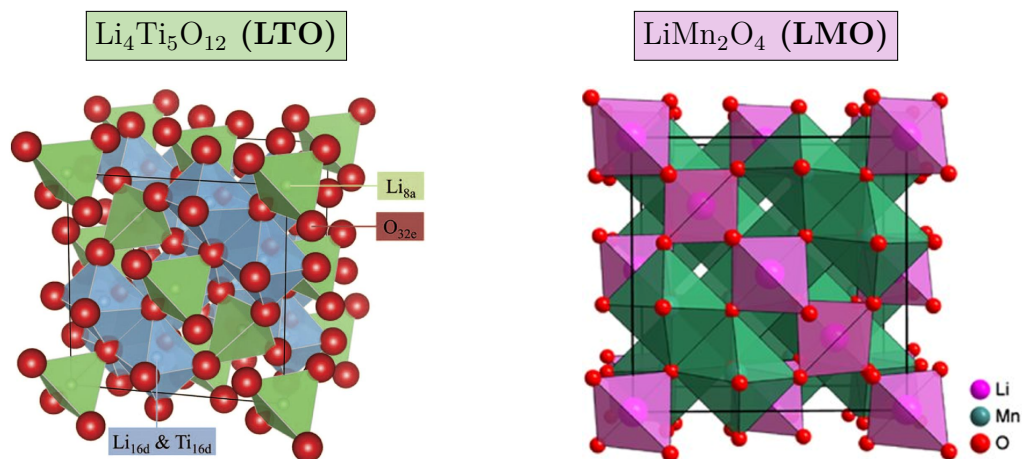 Li₄Ti₅O₁₂ (LTO)
LiMn₂O₄ (LMO)
Li₈ₐ
O₃₂ₑ
Li₁₆d & Ti₁₆d
Li
Mn
O